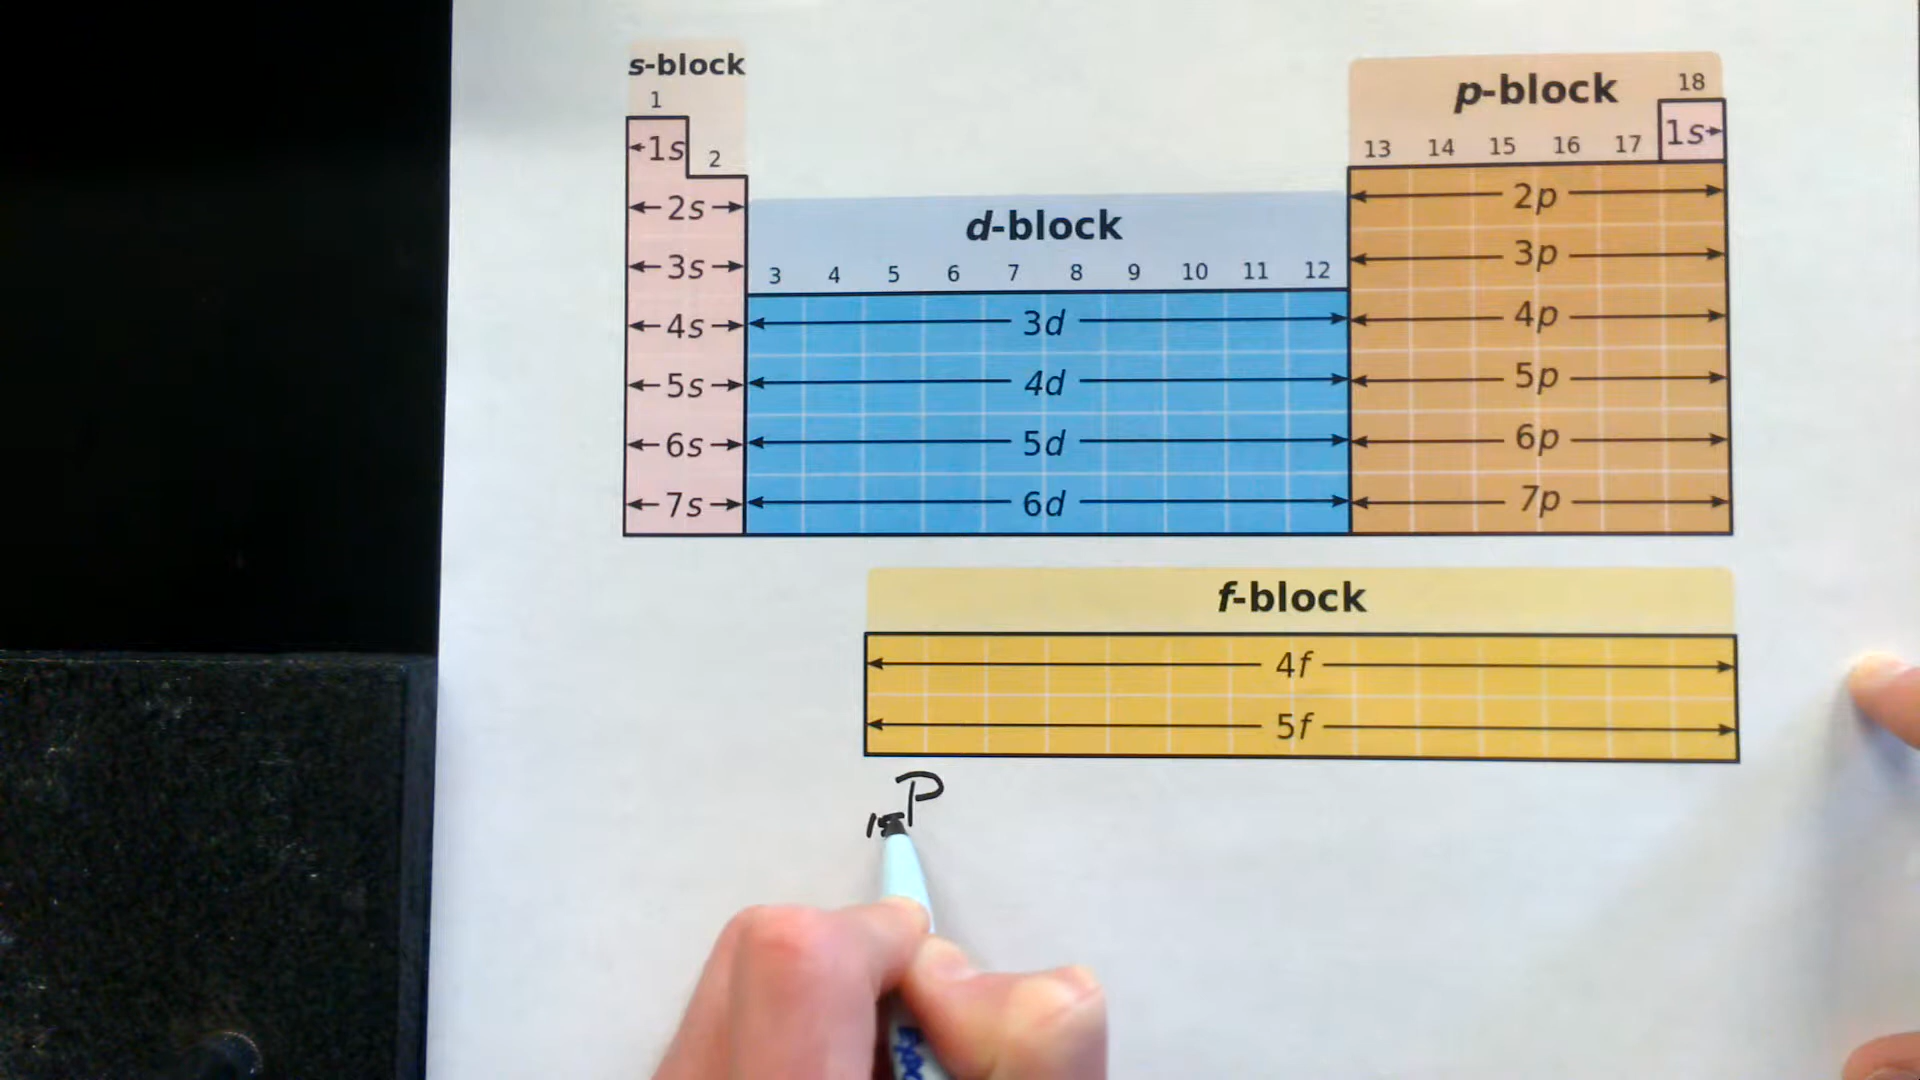 s-block
1
1s
2
p-block
18
13 14 15 16 17
1s
2s
2p
d-block
3s
3p
3 4 5 6 7 8 9 10 11 12
4s
3d
4p
5s
4d
5p
6s
5d
6p
7s
6d
7p
f-block
4f
5f
15P